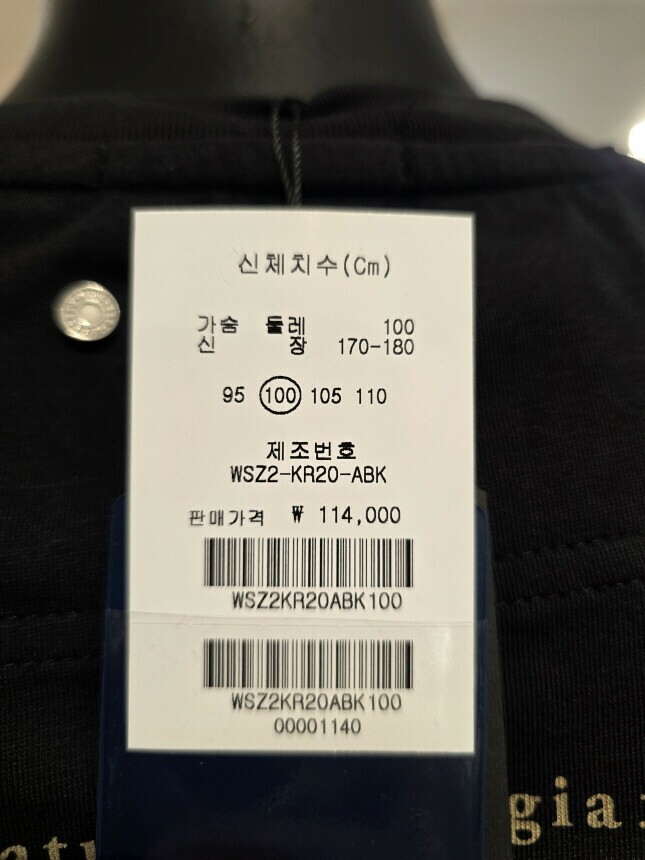 신체치수(Cm)
가슴 둘레 100
신 장 170-180
95 100 105 110
제조번호
WSZ2-KR20-ABK
판매가격 ₩ 114,000
WSZ2KR20ABK100
WSZ2KR20ABK100
00001140
gia